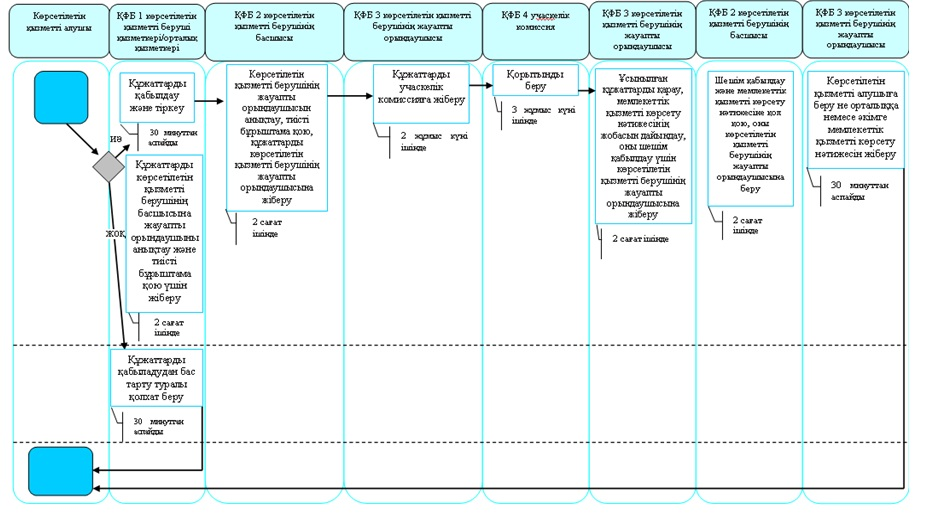 Көрсетілетін
қызметті алушы
ҚФБ 1 көрсетілетін
қызметті беруші
қызметкері/орталық
қызметкері
ҚФБ 2 көрсетілетін
қызметті берушінің
басшысы
ҚФБ 3 көрсетілетін қызметті
берушінің жауапты
орындаушысы
ҚФБ 4 учаскелік
комиссия
ҚФБ 3 көрсетілетін
қызметті берушінің
жауапты
орындаушысы
ҚФБ 2 көрсетілетін
қызметті берушінің
басшысы
ҚФБ 3 көрсетілетін
қызметті берушінің
жауапты
орындаушысы
иә
жоқ
Құжаттарды
қабылдау
және тіркеу
30 минуттан
аспайды
Құжаттарды
көрсетілетін
қызметті
берушінің
басшысына
жауапты
орындаушыны
анықтау және
тиісті
бұрыштама
қою үшін
жіберу
2 сағат
ішінде
Құжаттарды
қабыладудан бас
тарту туралы
қолхат беру
30 минуттан
аспайды
Көрсетілетін
қызметті берушінің
жауапты
орындаушысын
анықтау, тиісті
бұрыштама қою,
құжаттарды
көрсетілетін
қызметті берушінің
жауапты
орындаушысына
жіберу
2 сағат
ішінде
Құжаттарды
учаскелік
комиссияға жіберу
2 жұмыс күні
ішінде
Қорытынды
беру
3 жұмыс күні
ішінде
Ұсынылған
құжаттарды қарау,
мемлекеттік
қызметті көрсету
нәтижесінің
жобасын дайындау,
оны шешім
қабылдау үшін
көрсетілетін
қызметті берушінің
жауапты
орындаушысына
жіберу
2 сағат ішінде
Шешім қабылдау
және мемлекеттік
қызметті көрсету
нәтижесіне қол
қою, оны
көрсетілетін
қызметті
берушінің
жауапты
орындаушысына
беру
2 сағат
ішінде
Көрсетілетін
қызметті алушыға
беру не орталыққа
немесе әкімге
мемлекеттік
қызметті көрсету
нәтижесін жіберу
30 минуттан
аспайды